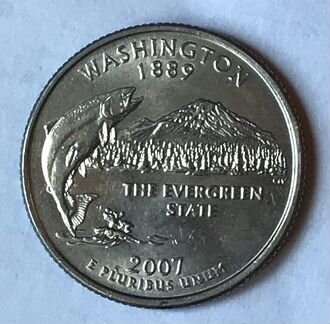 WASHINGTON
1889
THE EVERGREEN
STATE
2007
E PLURIBUS UNUM